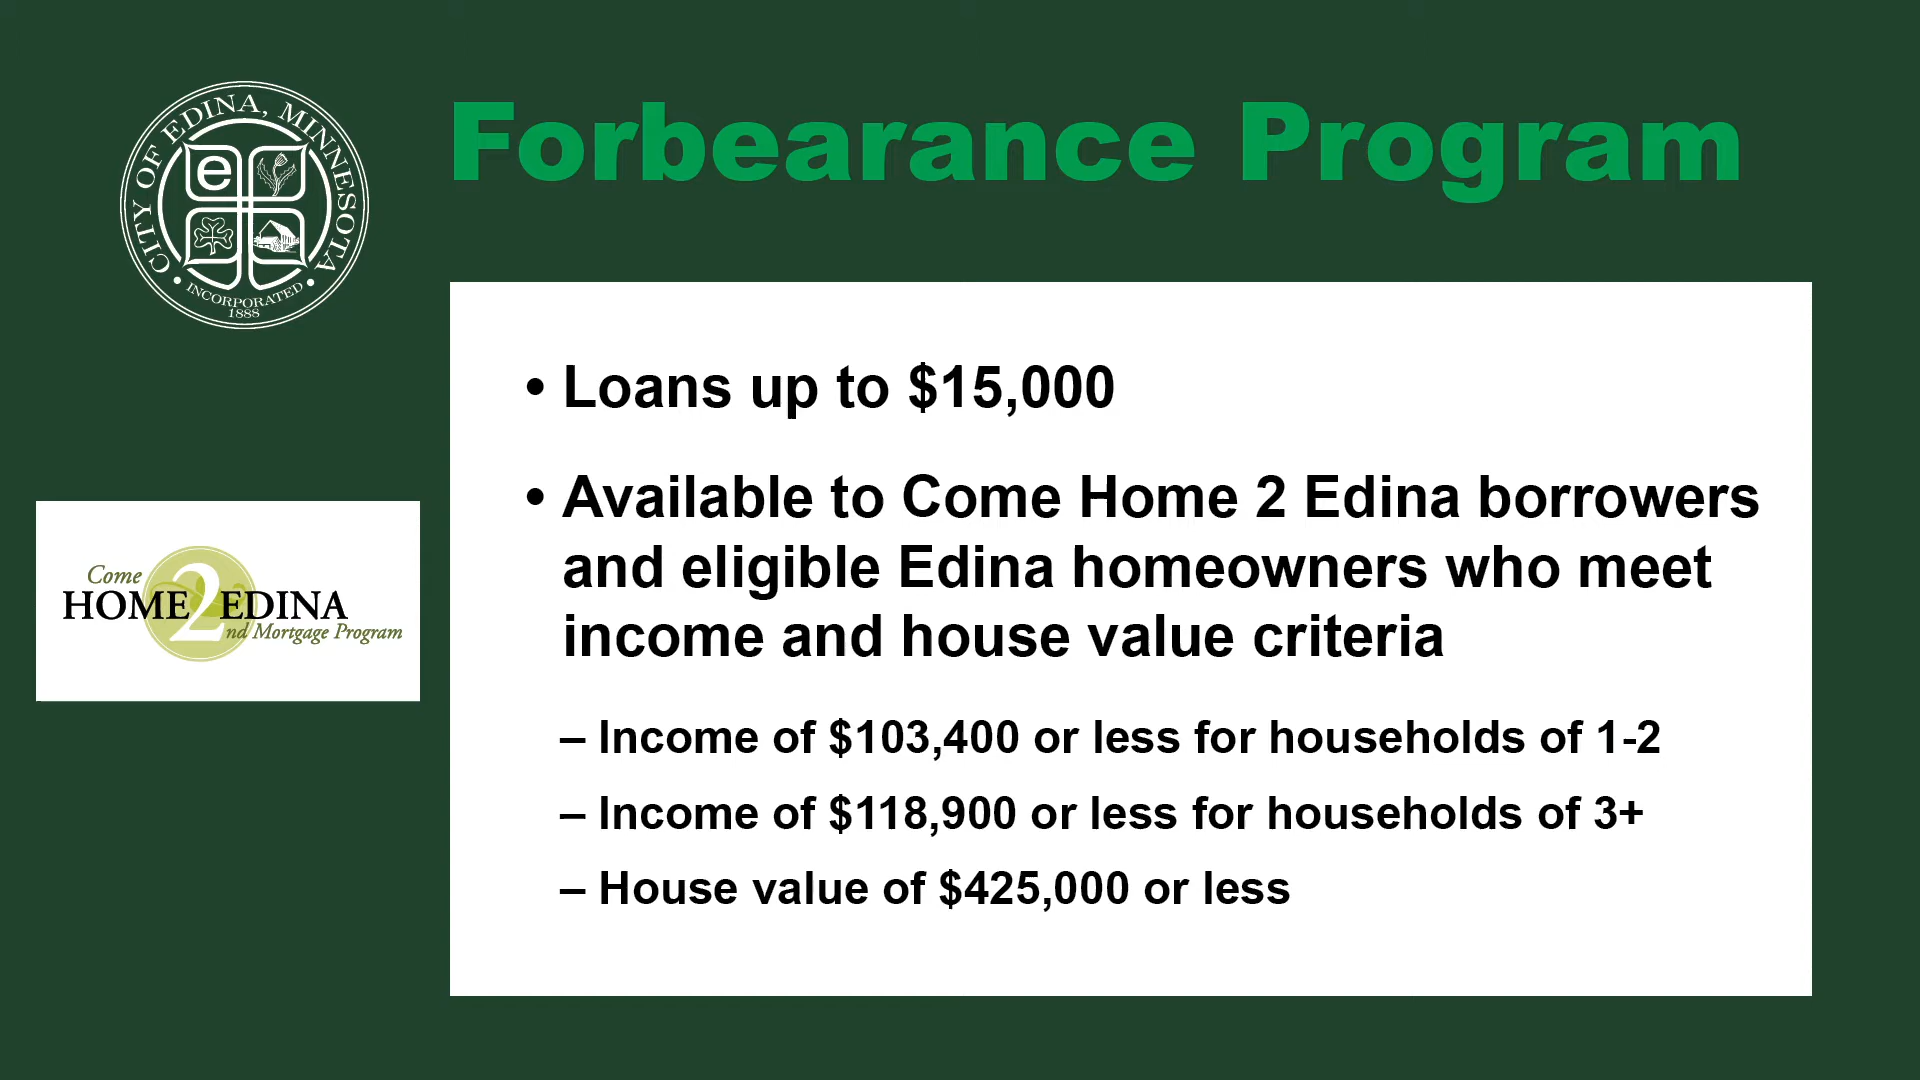 CITY OF EDINA, MINNESOTA
e
• INCORPORATED •
1888
Forbearance Program
• Loans up to $15,000
• Available to Come Home 2 Edina borrowers
and eligible Edina homeowners who meet
income and house value criteria
– Income of $103,400 or less for households of 1-2
– Income of $118,900 or less for households of 3+
– House value of $425,000 or less
Come
HOME 2 EDINA
nd Mortgage Program